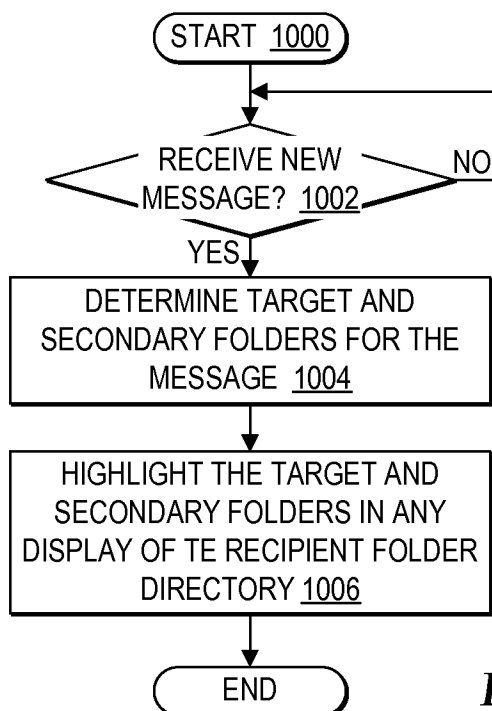 START 1000
RECEIVE NEW
MESSAGE? 1002
NO
YES
DETERMINE TARGET AND
SECONDARY FOLDERS FOR THE
MESSAGE 1004
HIGHLIGHT THE TARGET AND
SECONDARY FOLDERS IN ANY
DISPLAY OF TE RECIPIENT FOLDER
DIRECTORY 1006
END